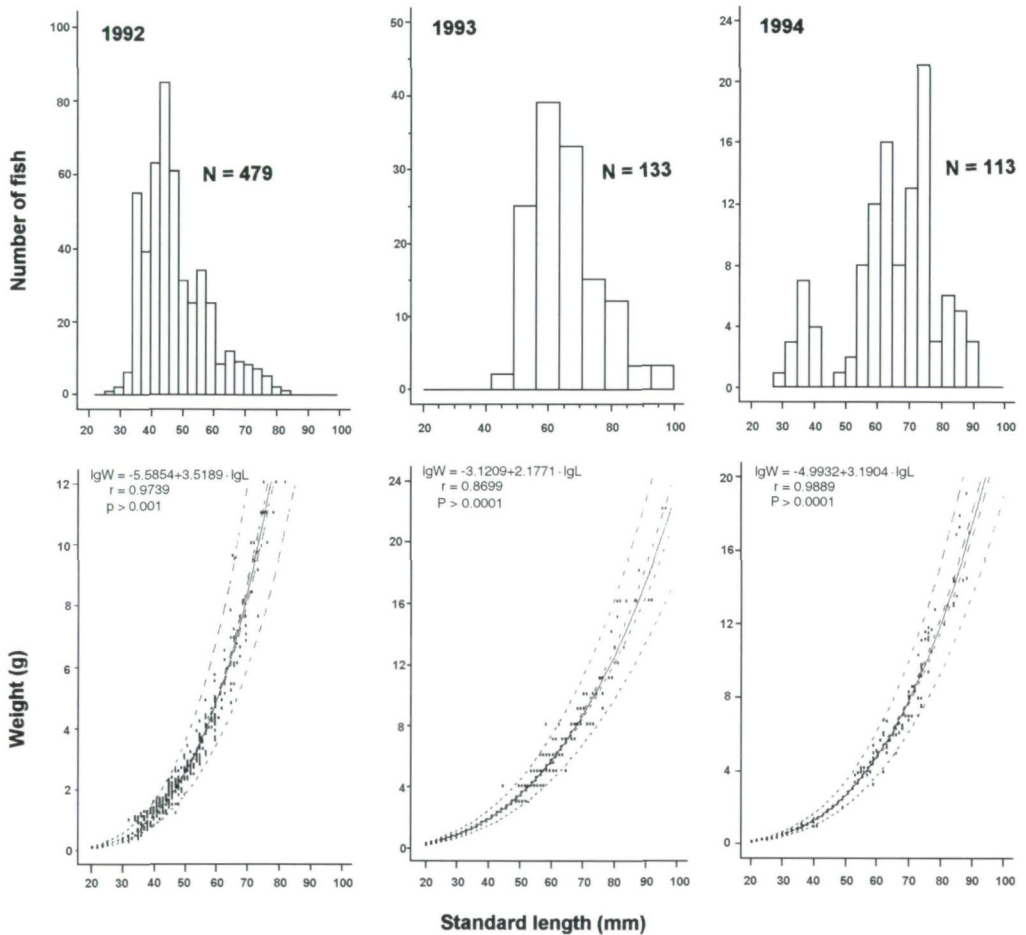 1992
N = 479
100
80
60
40
20
0
20 30 40 50 60 70 80 90 100
1993
N = 133
50
40
30
20
10
0
20 30 40 50 60 70 80 90 100
1994
N = 113
24
20
16
12
8
4
0
20 30 40 50 60 70 80 90 100
Number of fish
lgW = -5.5854+3.5189 · lgL
r = 0.9739
p > 0.001
12
10
8
6
4
2
0
20 30 40 50 60 70 80 90 100
lgW = -3.1209+2.1771 · lgL
r = 0.8699
P > 0.0001
24
20
16
12
8
4
0
20 30 40 50 60 70 80 90 100
lgW = -4.9932+3.1904 · lgL
r = 0.9889
P > 0.0001
20
16
12
8
4
0
20 30 40 50 60 70 80 90 100
Weight (g)
Standard length (mm)